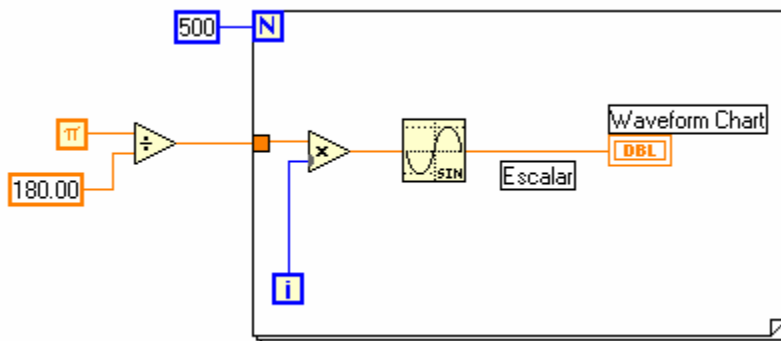 500
N
π
÷
180.00
x
SIN
Escalar
Waveform Chart
DBL
i